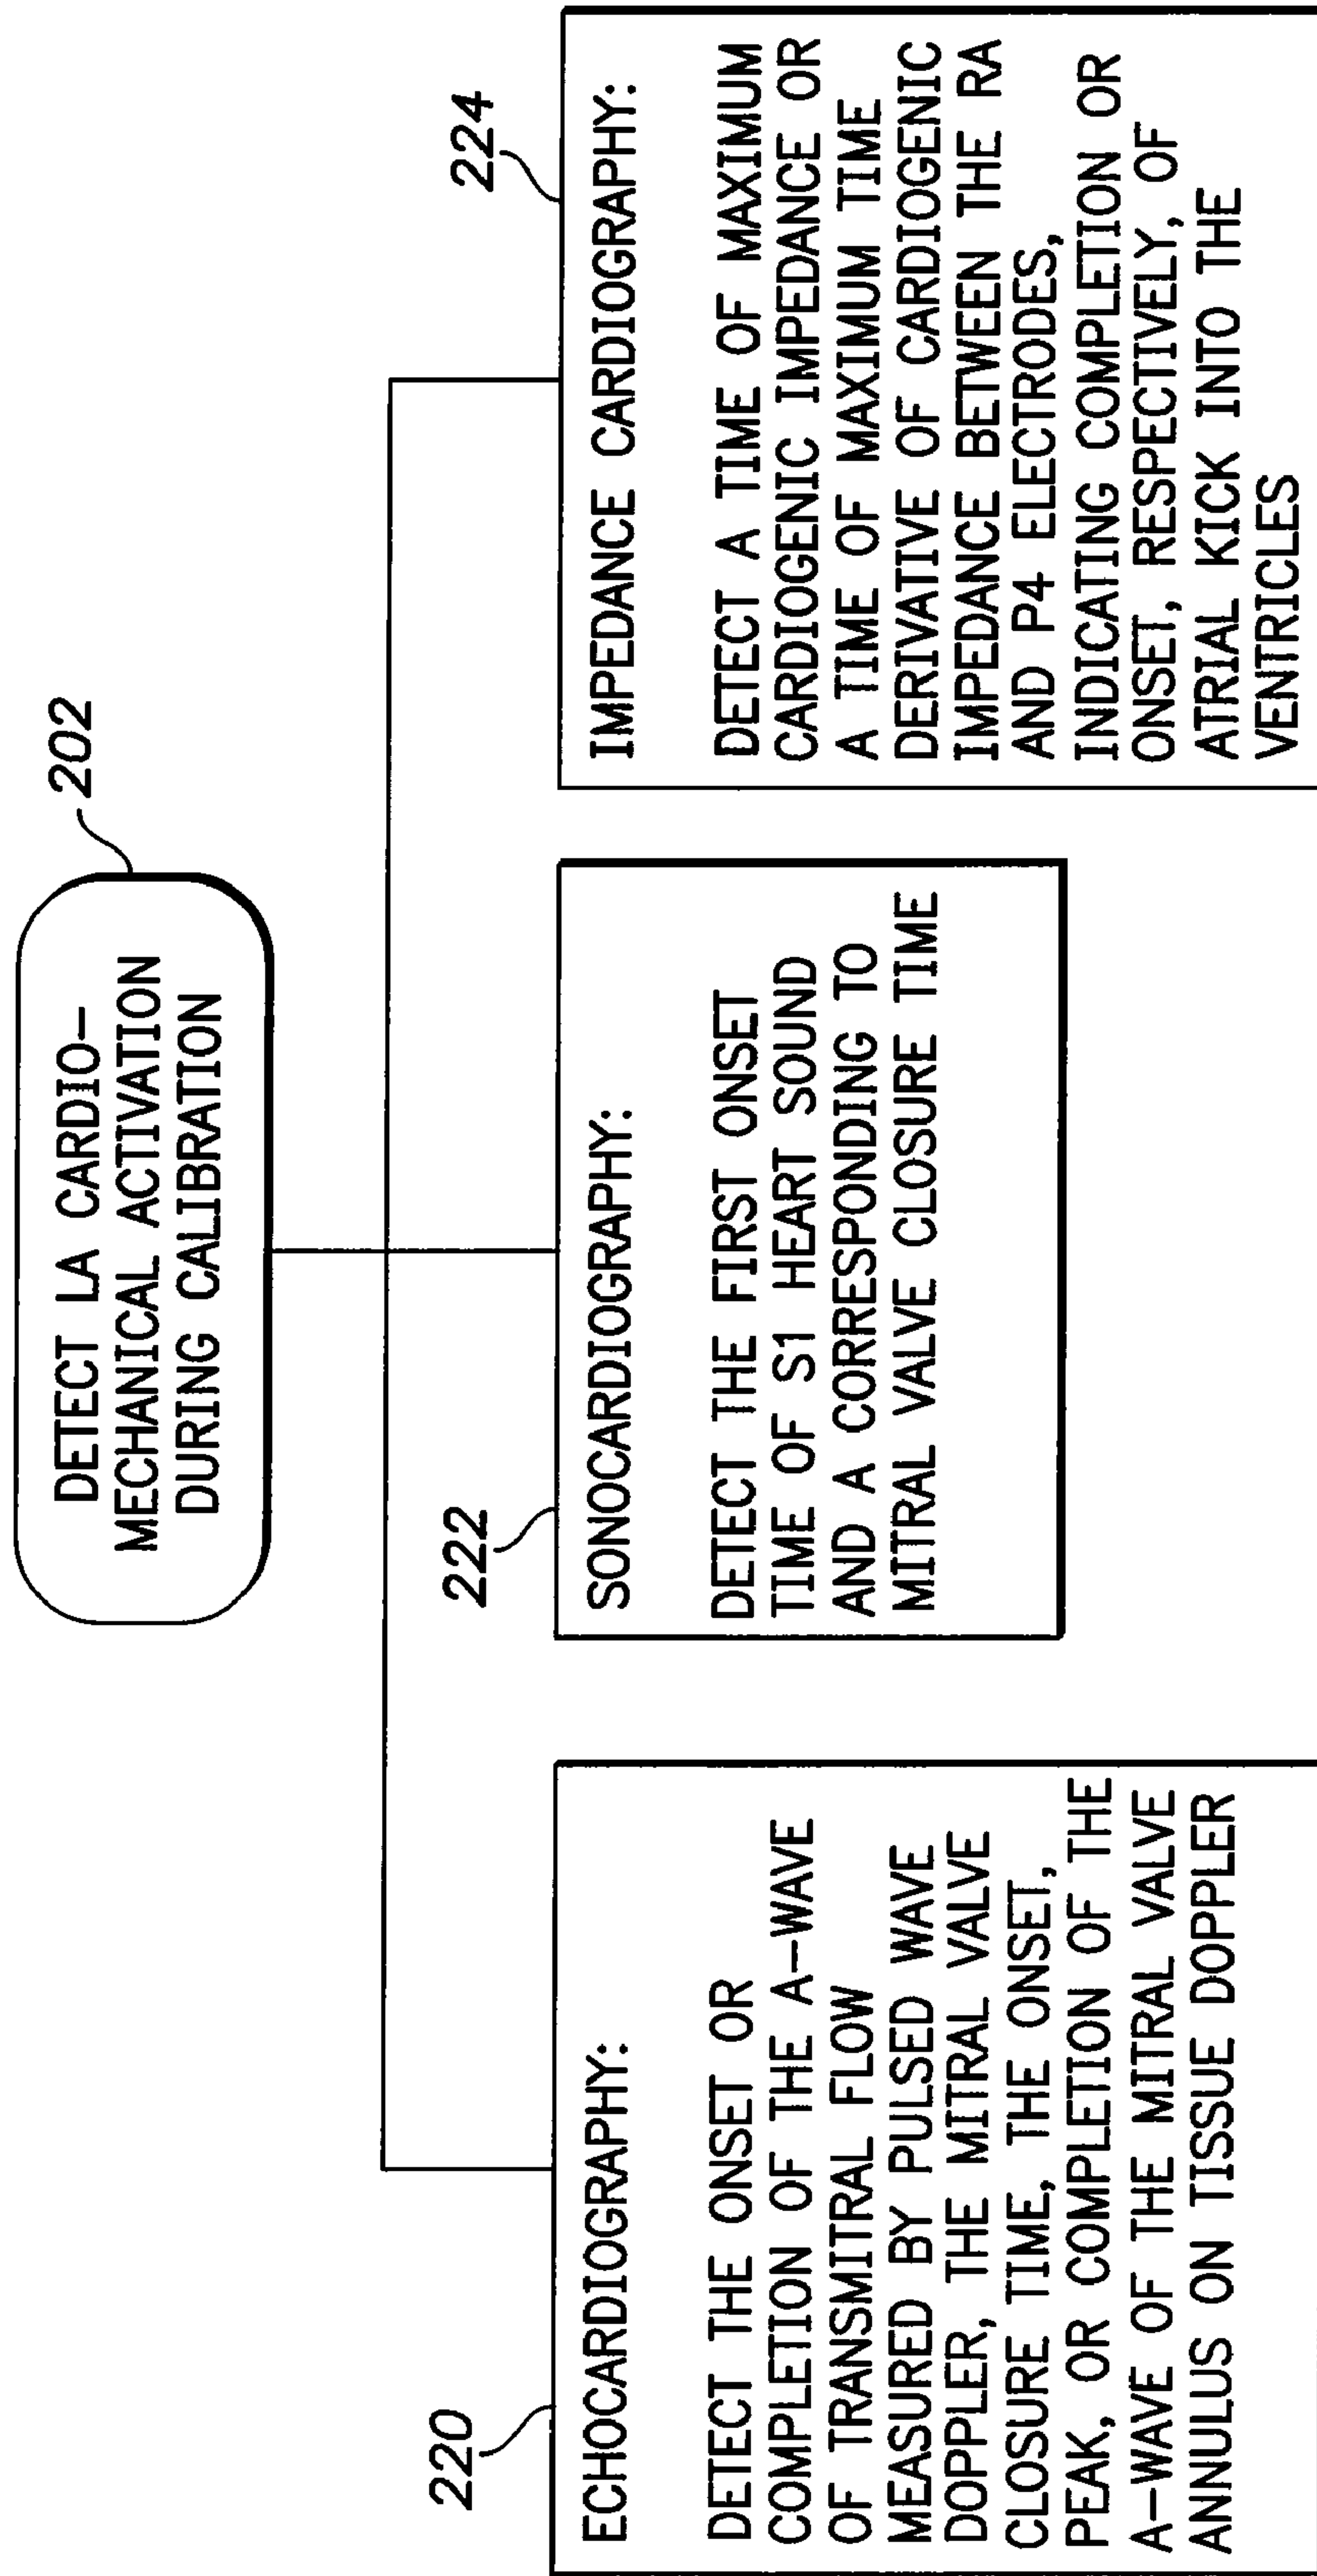 202
DETECT LA CARDIO-
MECHANICAL ACTIVATION
DURING CALIBRATION
220
ECHOCARDIOGRAPHY:
DETECT THE ONSET OR
COMPLETION OF THE A-WAVE
OF TRANSMITRAL FLOW
MEASURED BY PULSED WAVE
DOPPLER, THE MITRAL VALVE
CLOSURE TIME, THE ONSET,
PEAK, OR COMPLETION OF THE
A-WAVE OF THE MITRAL VALVE
ANNULUS ON TISSUE DOPPLER
222
SONOCARDIOGRAPHY:
DETECT THE FIRST ONSET
TIME OF S1 HEART SOUND
AND A CORRESPONDING TO
MITRAL VALVE CLOSURE TIME
224
IMPEDANCE CARDIOGRAPHY:
DETECT A TIME OF MAXIMUM
CARDIOGENIC IMPEDANCE OR
A TIME OF MAXIMUM TIME
DERIVATIVE OF CARDIOGENIC
IMPEDANCE BETWEEN THE RA
AND P4 ELECTRODES,
INDICATING COMPLETION OR
ONSET, RESPECTIVELY, OF
ATRIAL KICK INTO THE
VENTRICLES